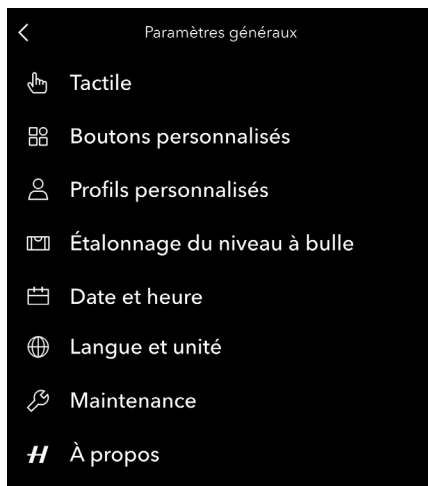 Paramètres généraux
Tactile
Boutons personnalisés
Profils personnalisés
Étalonnage du niveau à bulle
Date et heure
Langue et unité
Maintenance
À propos